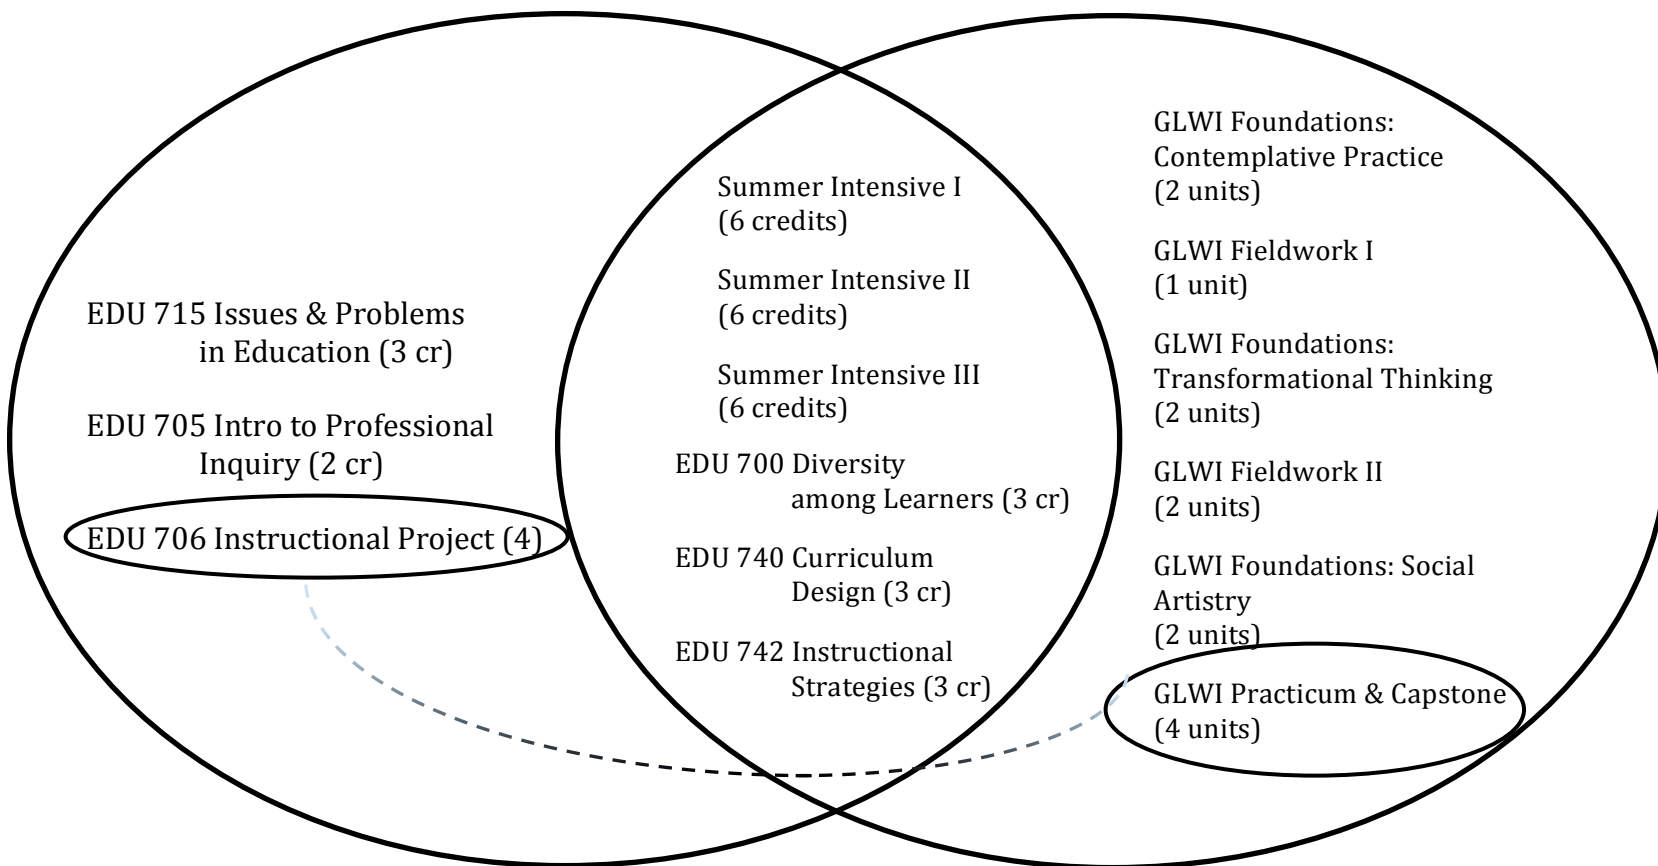 EDU 715 Issues & Problems
in Education (3 cr)
EDU 705 Intro to Professional
Inquiry (2 cr)
EDU 706 Instructional Project (4)
Summer Intensive I
(6 credits)
Summer Intensive II
(6 credits)
Summer Intensive III
(6 credits)
EDU 700 Diversity
among Learners (3 cr)
EDU 740 Curriculum
Design (3 cr)
EDU 742 Instructional
Strategies (3 cr)
GLWI Foundations:
Contemplative Practice
(2 units)
GLWI Fieldwork I
(1 unit)
GLWI Foundations:
Transformational Thinking
(2 units)
GLWI Fieldwork II
(2 units)
GLWI Foundations: Social
Artistry
(2 units)
GLWI Practicum & Capstone
(4 units)